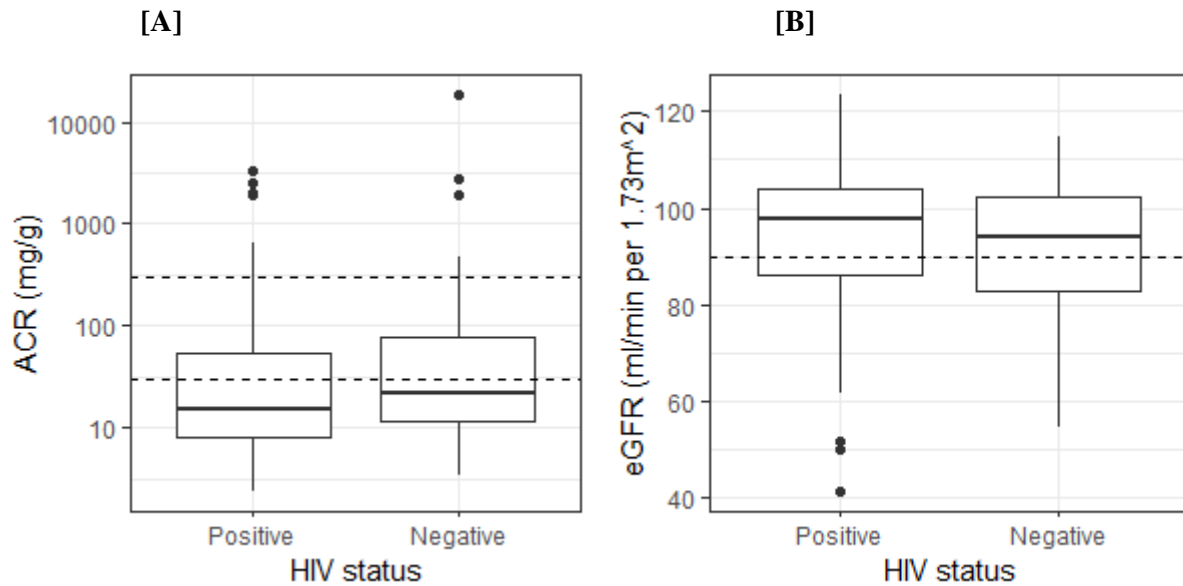 [A]
ACR (mg/g)
10000
1000
100
10
Positive
Negative
HIV status
[B]
eGFR (ml/min per 1.73m^2)
120
100
80
60
40
Positive
Negative
HIV status